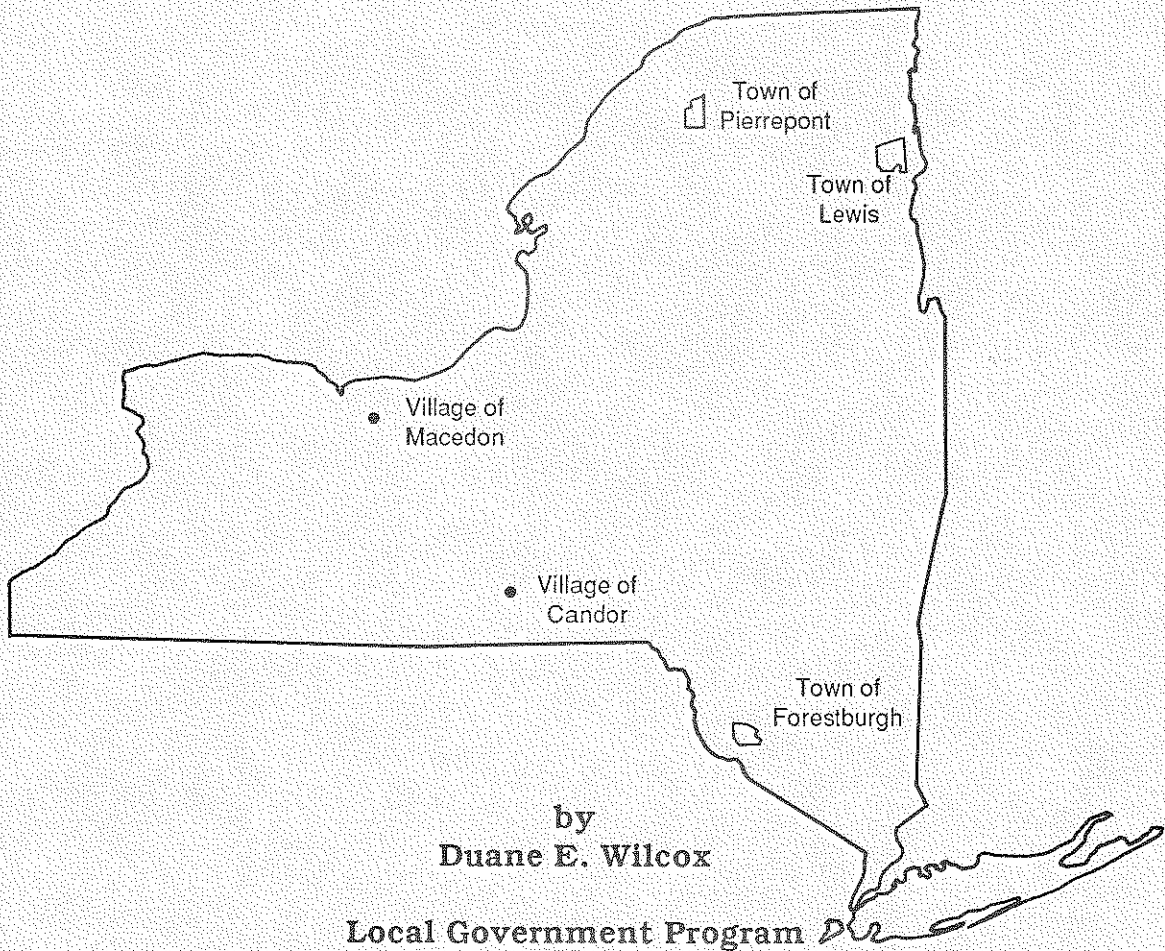 Town of
Pierrepont
Town of
Lewis
Village of
Macedon
Village of
Candor
Town of
Forestburgh
by
Duane E. Wilcox
Local Government Program